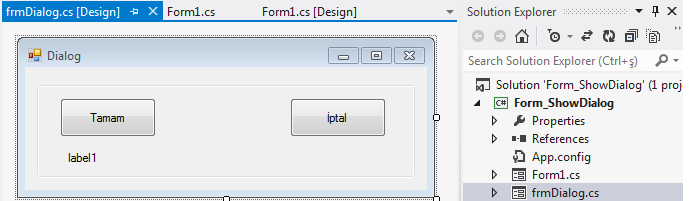 frmDialog.cs [Design]
Form1.cs
Form1.cs [Design]
Dialog
Tamam
İptal
label1
Solution Explorer
Search Solution Explorer (Ctrl+ş)
Solution 'Form_ShowDialog' (1 proj
C# Form_ShowDialog
Properties
References
App.config
Form1.cs
frmDialog.cs